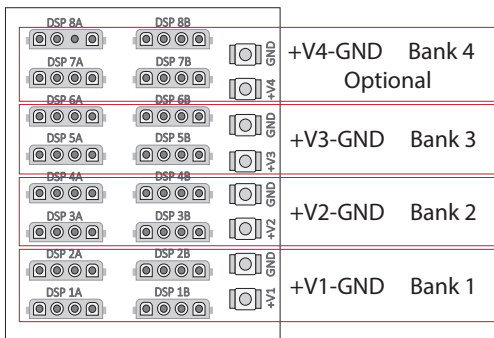 DSP 8A DSP 8B
GND
+V4-GND Bank 4
DSP 7A DSP 7B
+V4
Optional
DSP 6A DSP 6B
GND
+V3-GND Bank 3
DSP 5A DSP 5B
+V3
DSP 4A DSP 4B
GND
+V2-GND Bank 2
DSP 3A DSP 3B
+V2
DSP 2A DSP 2B
GND
+V1-GND Bank 1
DSP 1A DSP 1B
+V1